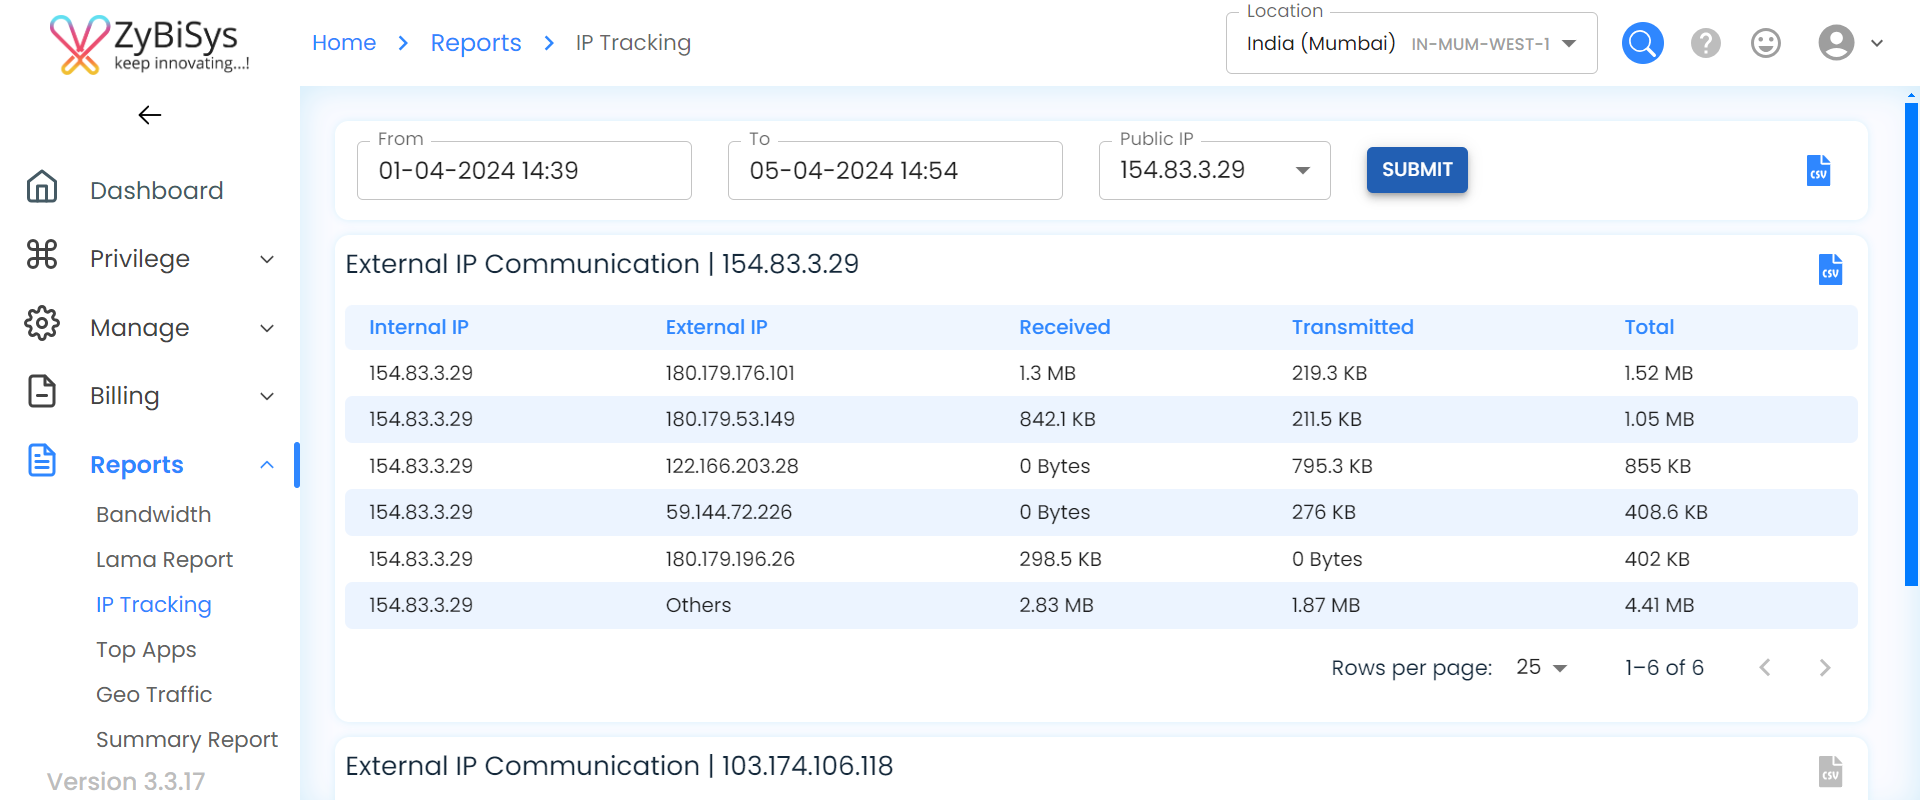 ZyBiSys
keep innovating...!
Home > Reports > IP Tracking
Location
India (Mumbai) IN-MUM-WEST-1
?
Dashboard
Privilege
Manage
Billing
Reports
Bandwidth
Lama Report
IP Tracking
Top Apps
Geo Traffic
Summary Report
Version 3.3.17
From
01-04-2024 14:39
To
05-04-2024 14:54
Public IP
154.83.3.29
SUBMIT
CSV
External IP Communication | 154.83.3.29
CSV
Internal IP External IP Received Transmitted Total
154.83.3.29 180.179.176.101 1.3 MB 219.3 KB 1.52 MB
154.83.3.29 180.179.53.149 842.1 KB 211.5 KB 1.05 MB
154.83.3.29 122.166.203.28 0 Bytes 795.3 KB 855 KB
154.83.3.29 59.144.72.226 0 Bytes 276 KB 408.6 KB
154.83.3.29 180.179.196.26 298.5 KB 0 Bytes 402 KB
154.83.3.29 Others 2.83 MB 1.87 MB 4.41 MB
Rows per page: 25 1–6 of 6
External IP Communication | 103.174.106.118
CSV